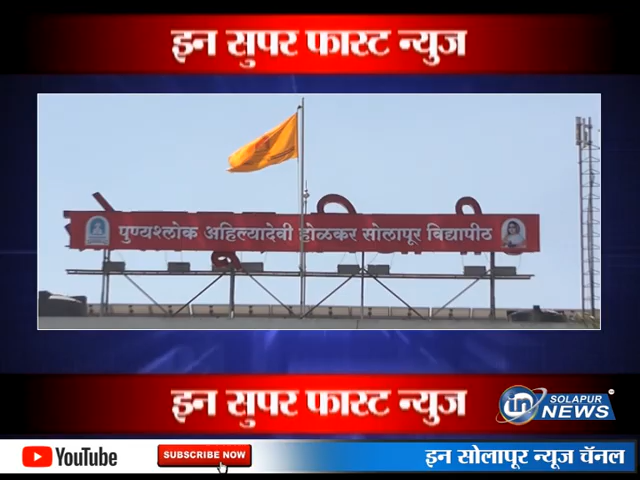 इन सुपर फास्ट न्युज
पुण्यश्लोक अहिल्यादेवी होळकर सोलापूर विद्यापीठ
इन सुपर फास्ट न्युज
in SOLAPUR NEWS
YouTube SUBSCRIBE NOW इन सोलापूर न्यूज चॅनल